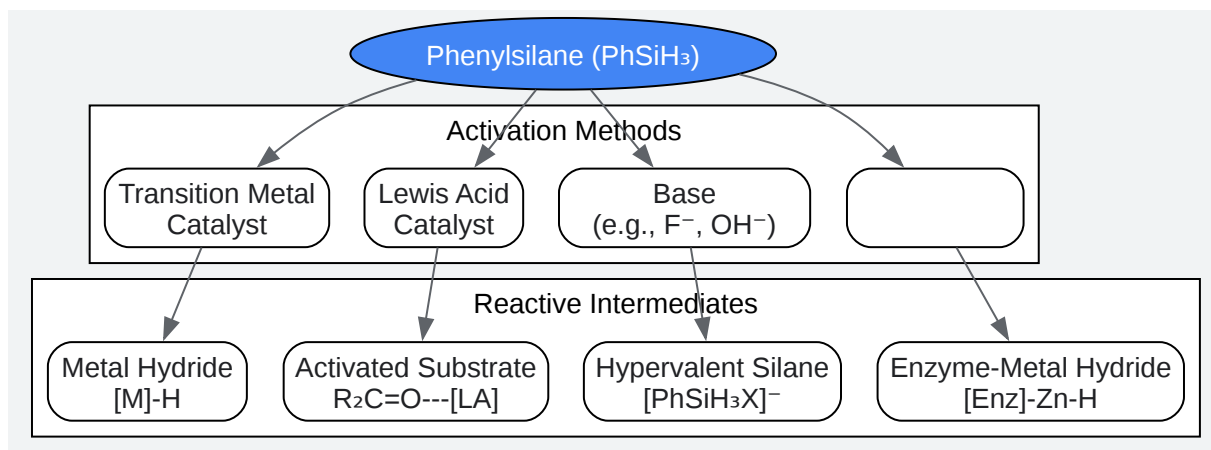 Phenylsilane (PhSiH₃)
Activation Methods
Transition Metal
Catalyst
Lewis Acid
Catalyst
Base
(e.g., F⁻, OH⁻)
Reactive Intermediates
Metal Hydride
[M]-H
Activated Substrate
R₂C=O---[LA]
Hypervalent Silane
[PhSiH₃X]⁻
Enzyme-Metal Hydride
[Enz]-Zn-H